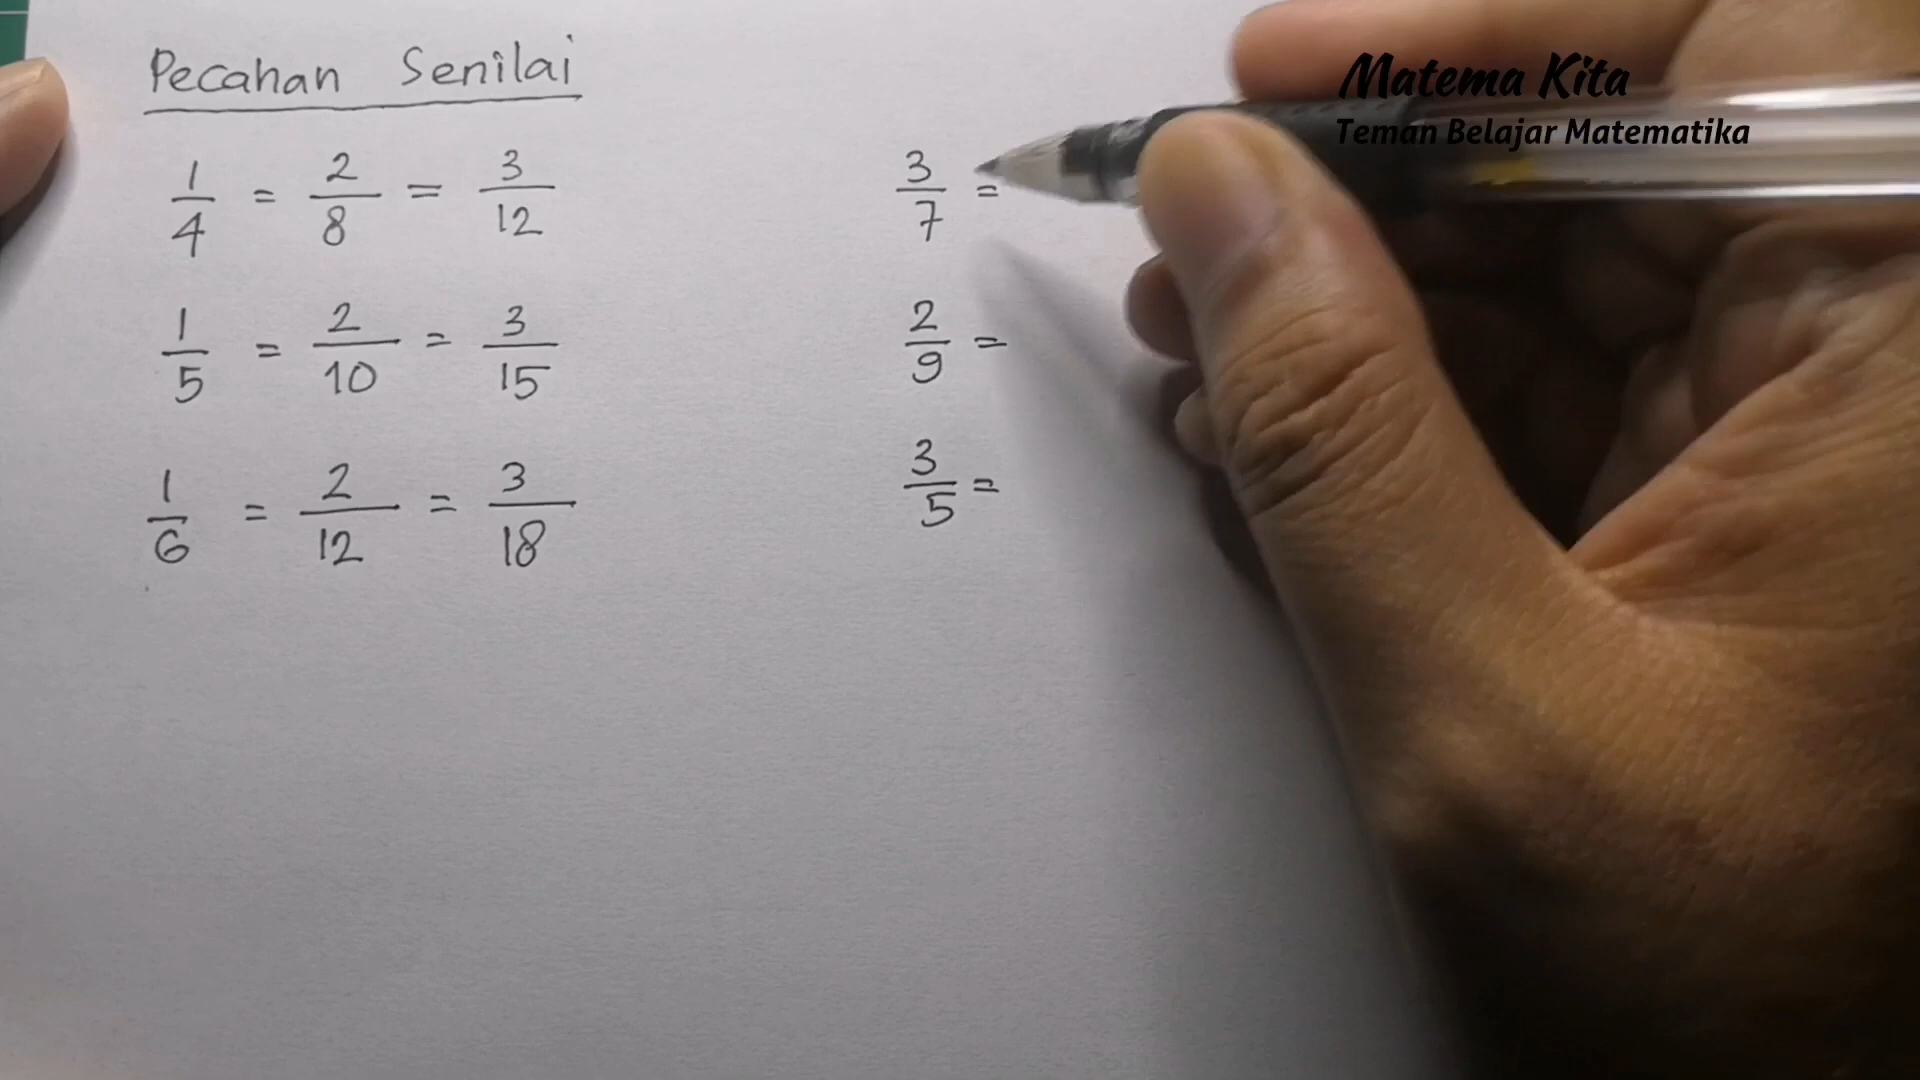 Pecahan Senilai
1/4 = 2/8 = 3/12
1/5 = 2/10 = 3/15
1/6 = 2/12 = 3/18
3/7 =
2/9 =
3/5 =
Matema Kita
Teman Belajar Matematika